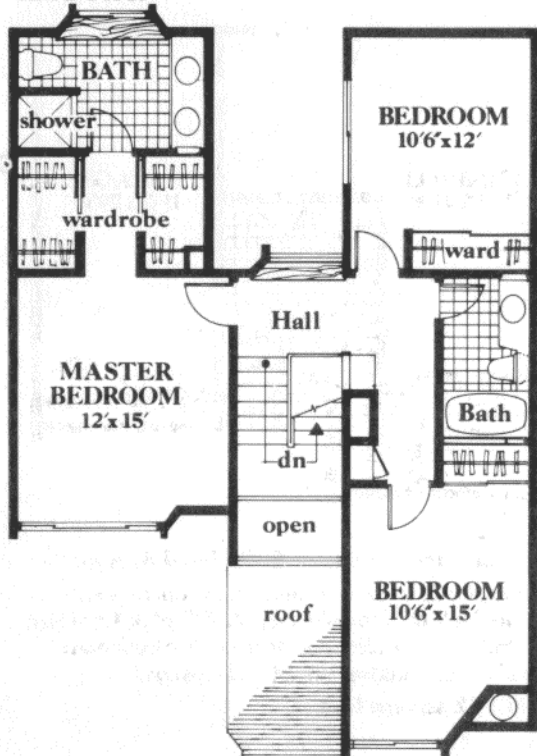 BATH
shower
wardrobe
BEDROOM
10'6"x12'
ward
Hall
MASTER
BEDROOM
12'x15'
Bath
dn
open
roof
BEDROOM
10'6"x15'